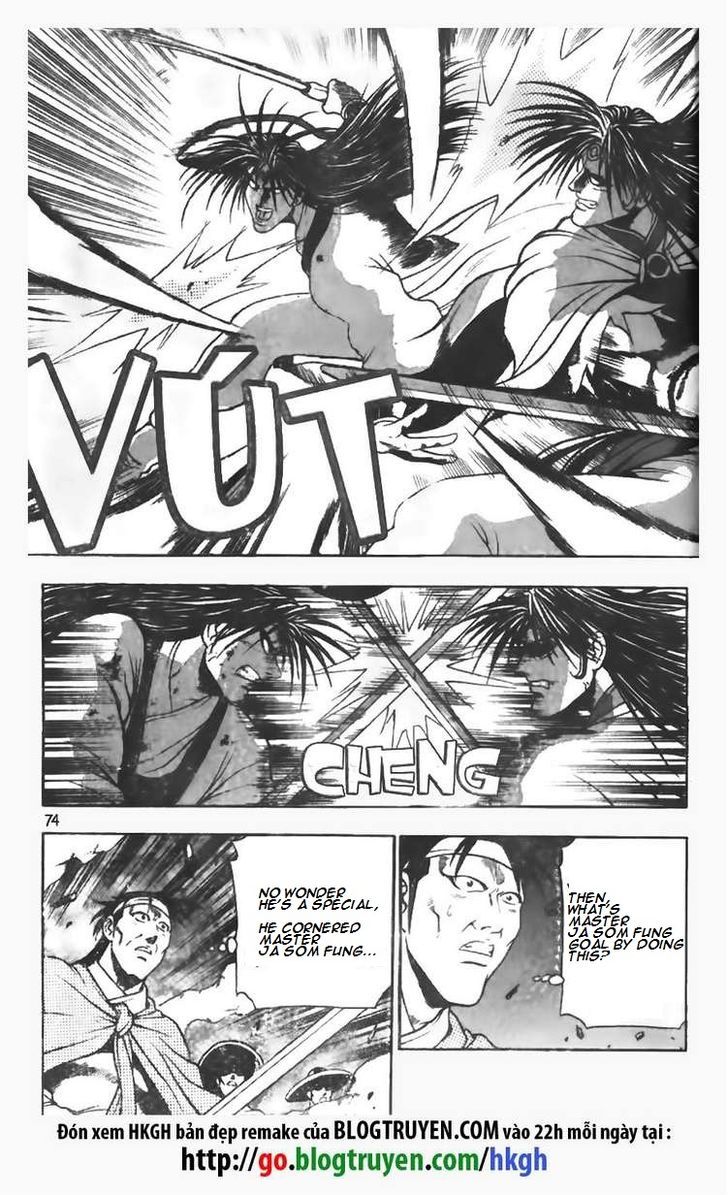 VÚT
CHENG
74
NO WONDER
HE'S A SPECIAL,
HE CORNERED
MASTER
JA SOM FUNG...
THEN,
WHAT'S
MASTER
JA SOM FUNG
GOAL BY DOING
THIS?
Đón xem HKGH bản đẹp remake của BLOGTRUYEN.COM vào 22h mỗi ngày tại :
http://go.blogtruyen.com/hkgh